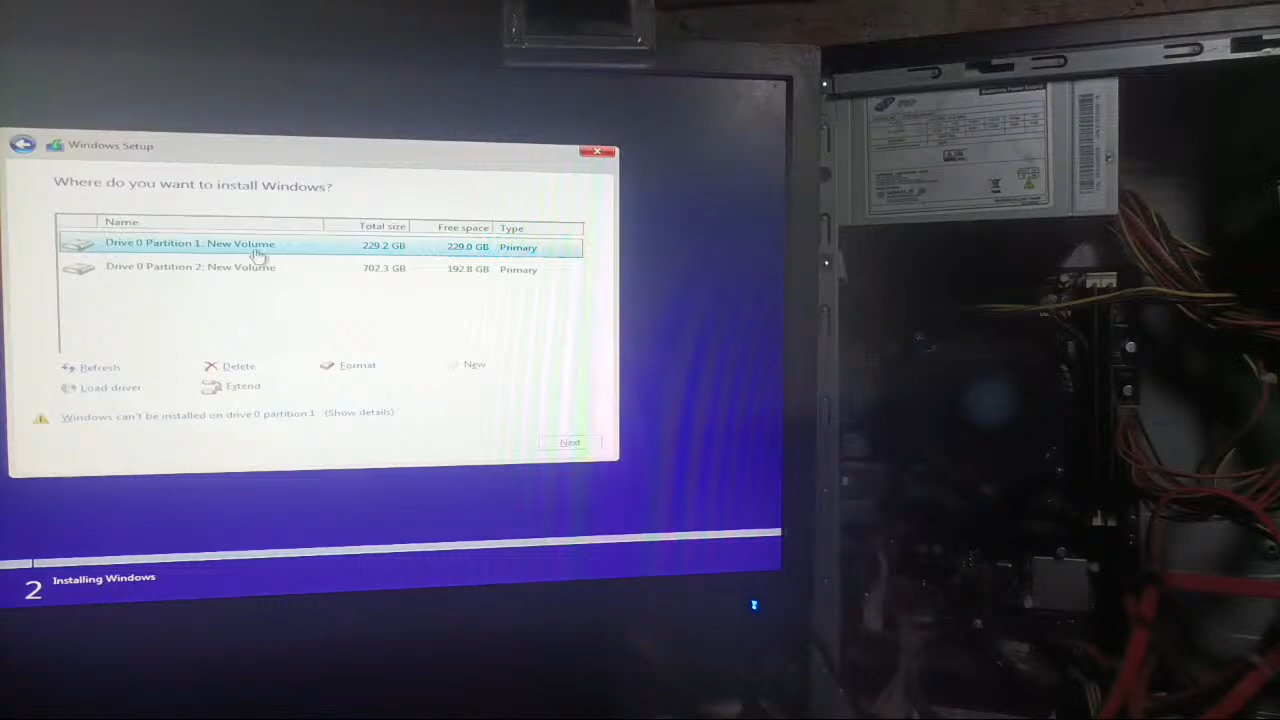 Windows Setup
Where do you want to install Windows?
Name Total size Free space Type
Drive 0 Partition 1: New Volume 229.2 GB 229.0 GB Primary
Drive 0 Partition 2: New Volume 702.3 GB 192.8 GB Primary
Refresh Delete Format New
Load driver Extend
Windows can't be installed on drive 0 partition 1 (Show details)
Next
2 Installing Windows